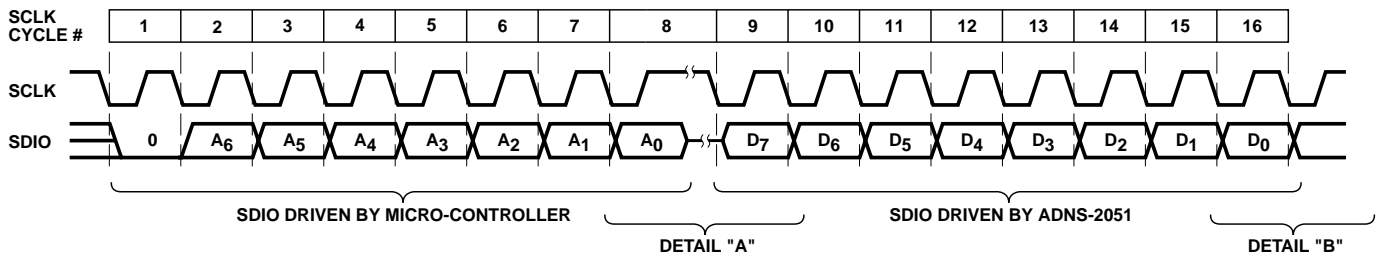 SCLK
CYCLE # 1 2 3 4 5 6 7 8 9 10 11 12 13 14 15 16
SCLK
SDIO 0 A6 A5 A4 A3 A2 A1 A0 D7 D6 D5 D4 D3 D2 D1 D0
SDIO DRIVEN BY MICRO-CONTROLLER SDIO DRIVEN BY ADNS-2051
DETAIL "A" DETAIL "B"